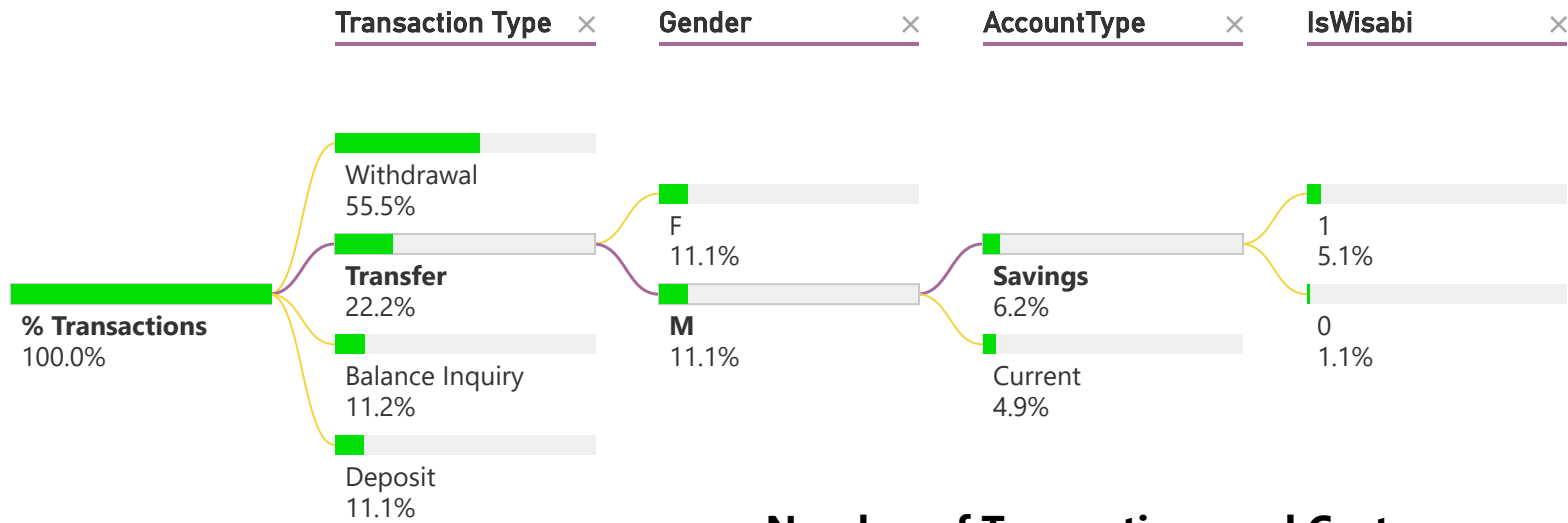 Transaction Type ×
Gender ×
AccountType ×
IsWisabi ×
% Transactions
100.0%
Withdrawal
55.5%
Transfer
22.2%
Balance Inquiry
11.2%
Deposit
11.1%
F
11.1%
M
11.1%
Savings
6.2%
Current
4.9%
1
5.1%
0
1.1%